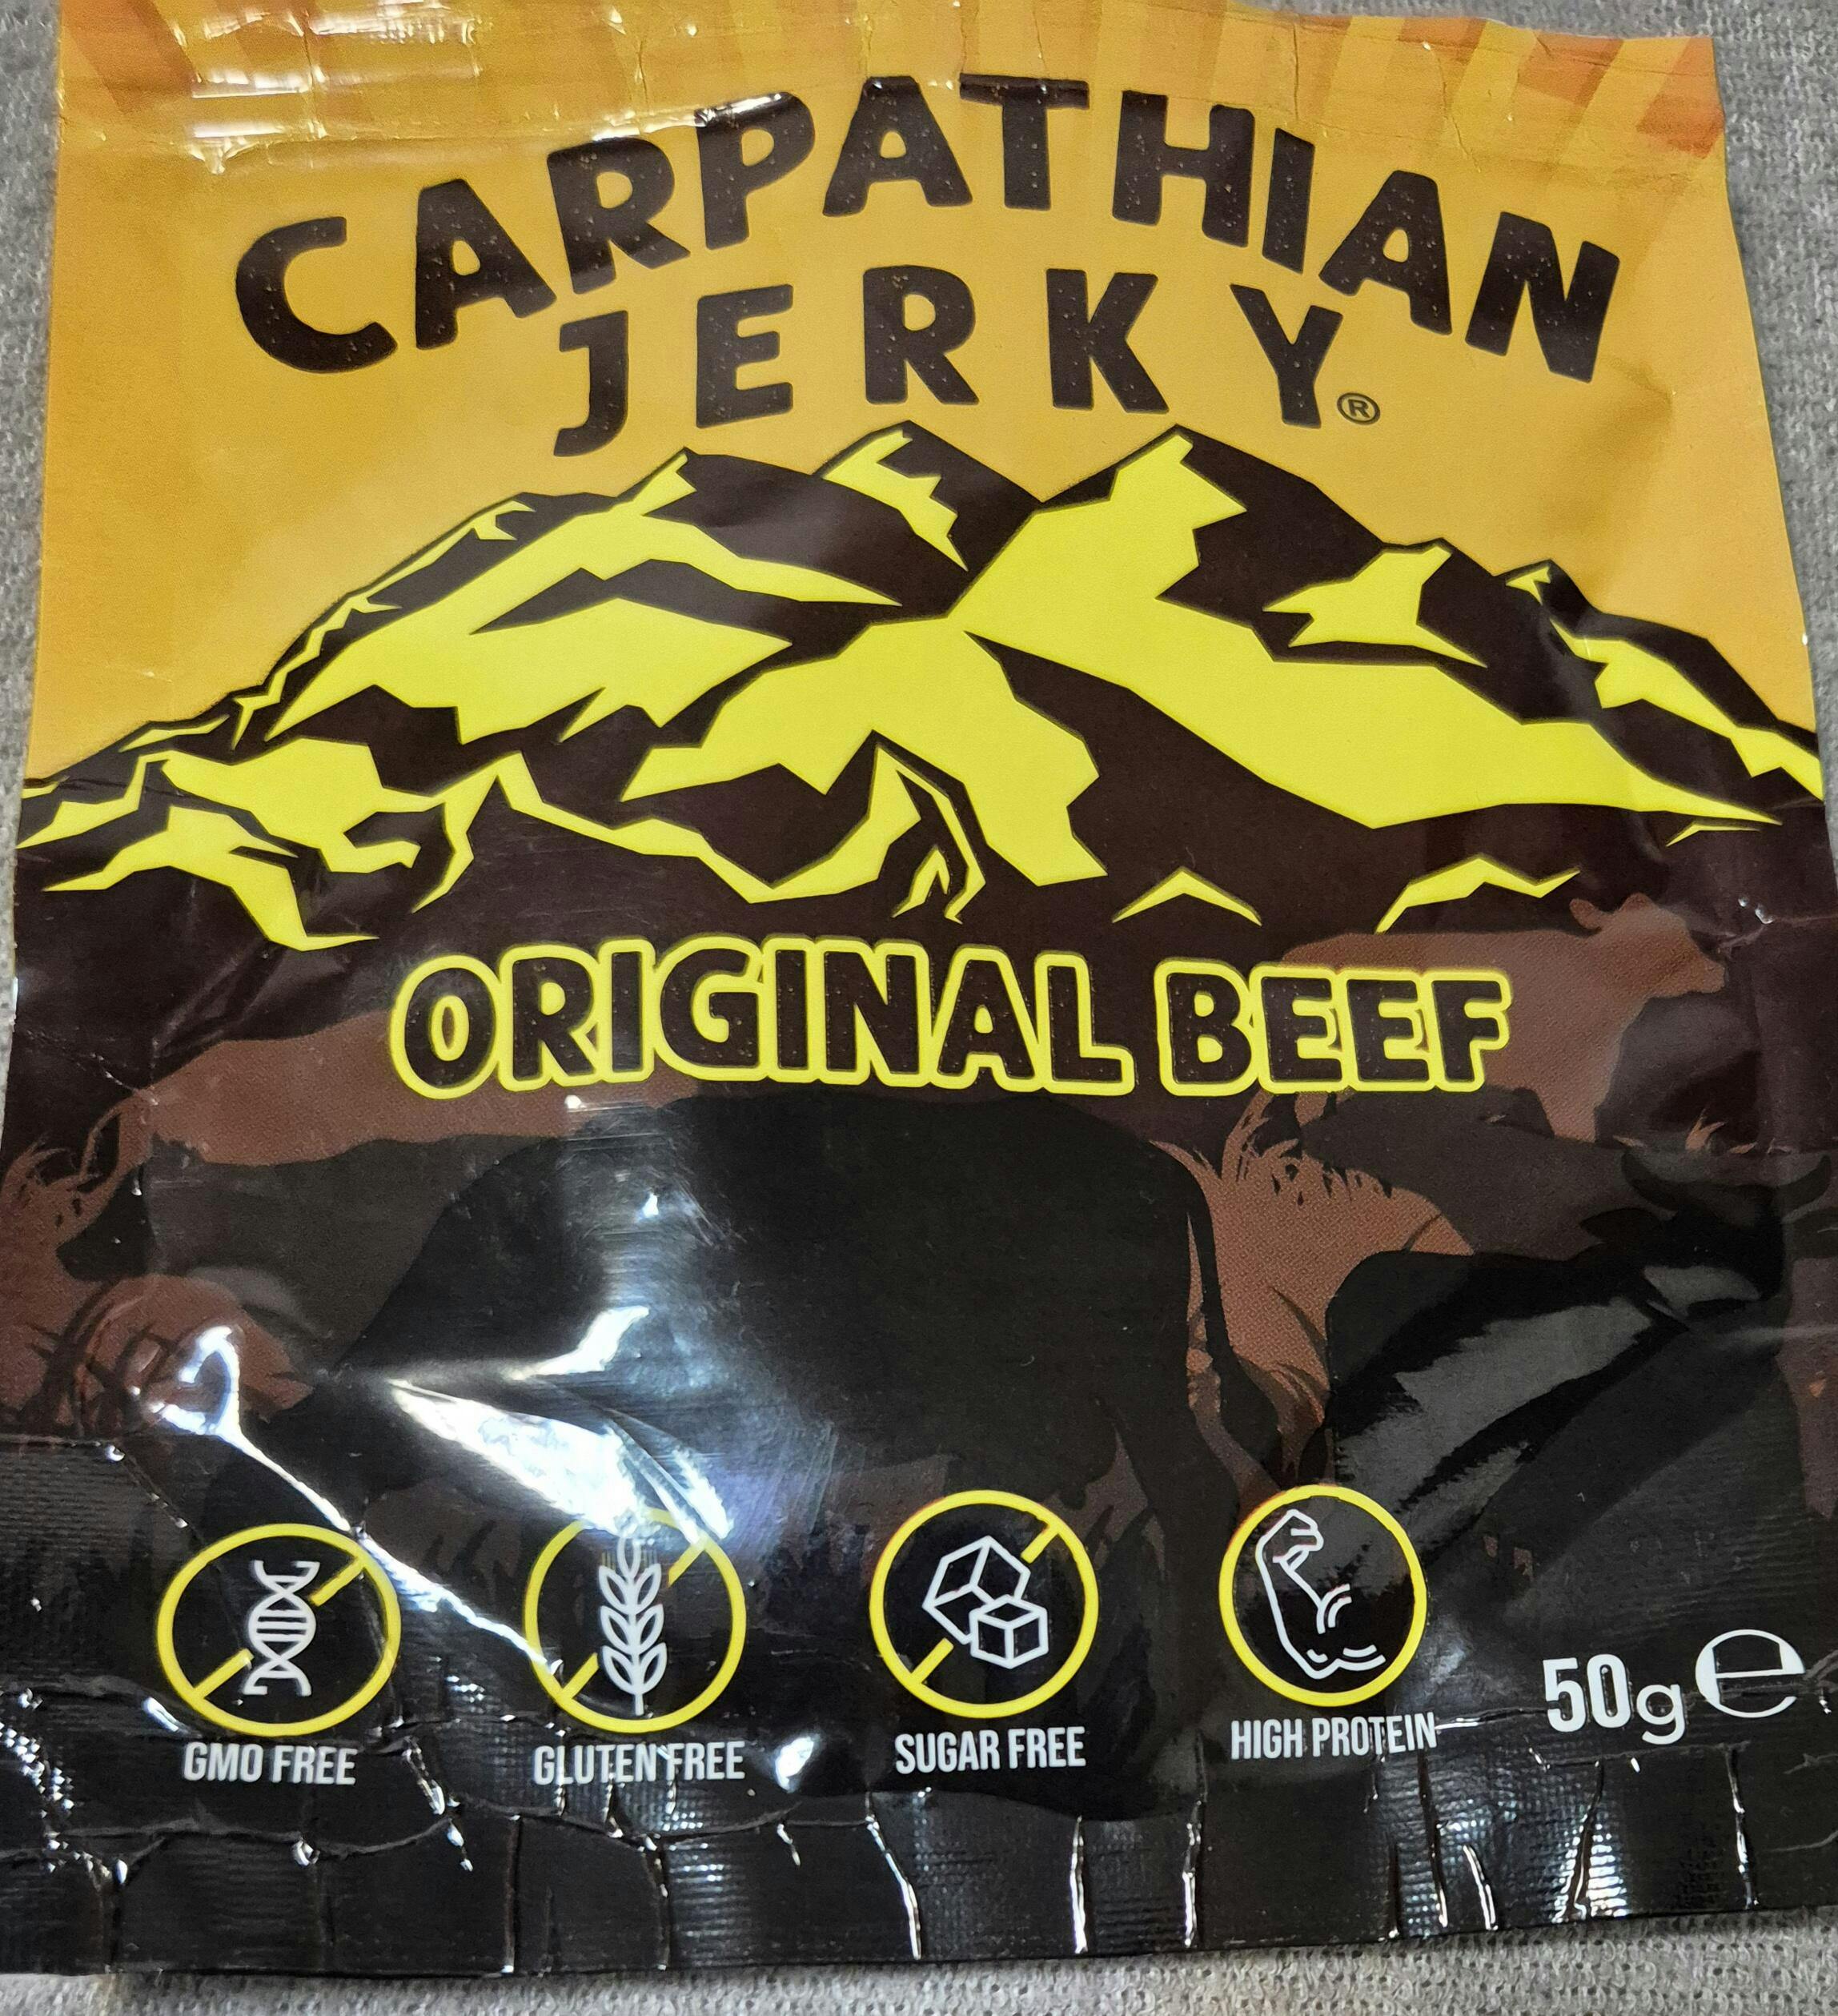 CARPATHIAN
JERKY®
ORIGINAL BEEF
GMO FREE
GLUTEN FREE
SUGAR FREE
HIGH PROTEIN
50g ℮